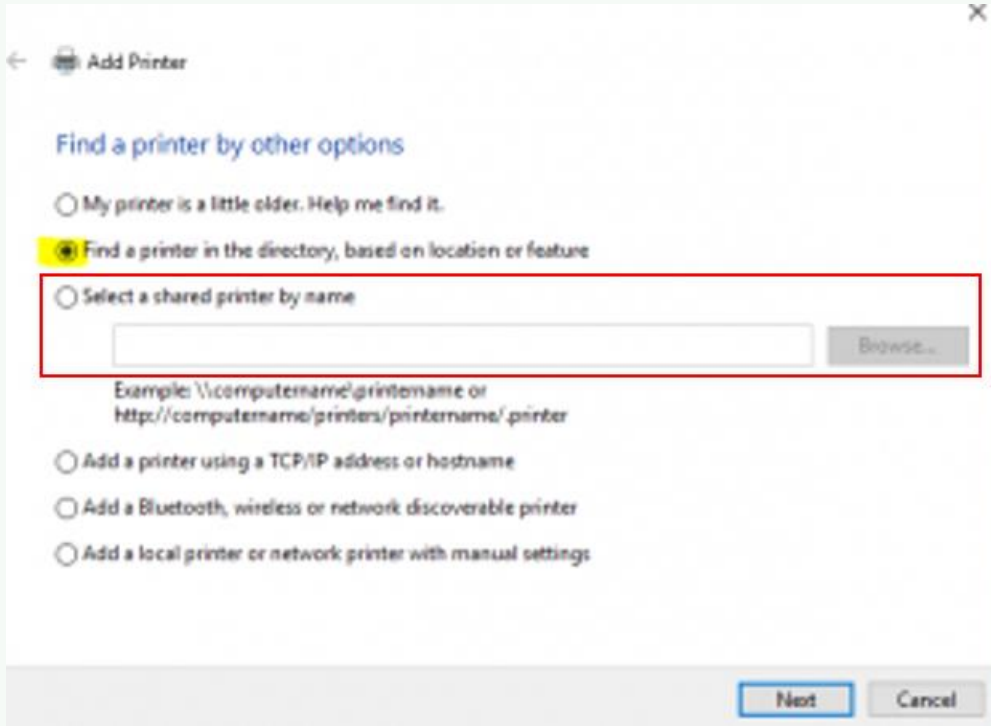 Add Printer
Find a printer by other options
My printer is a little older. Help me find it.
Find a printer in the directory, based on location or feature
Select a shared printer by name
Browse...
Example: \\computername\printername or
http://computername/printers/printername/.printer
Add a printer using a TCP/IP address or hostname
Add a Bluetooth, wireless or network discoverable printer
Add a local printer or network printer with manual settings
Next
Cancel